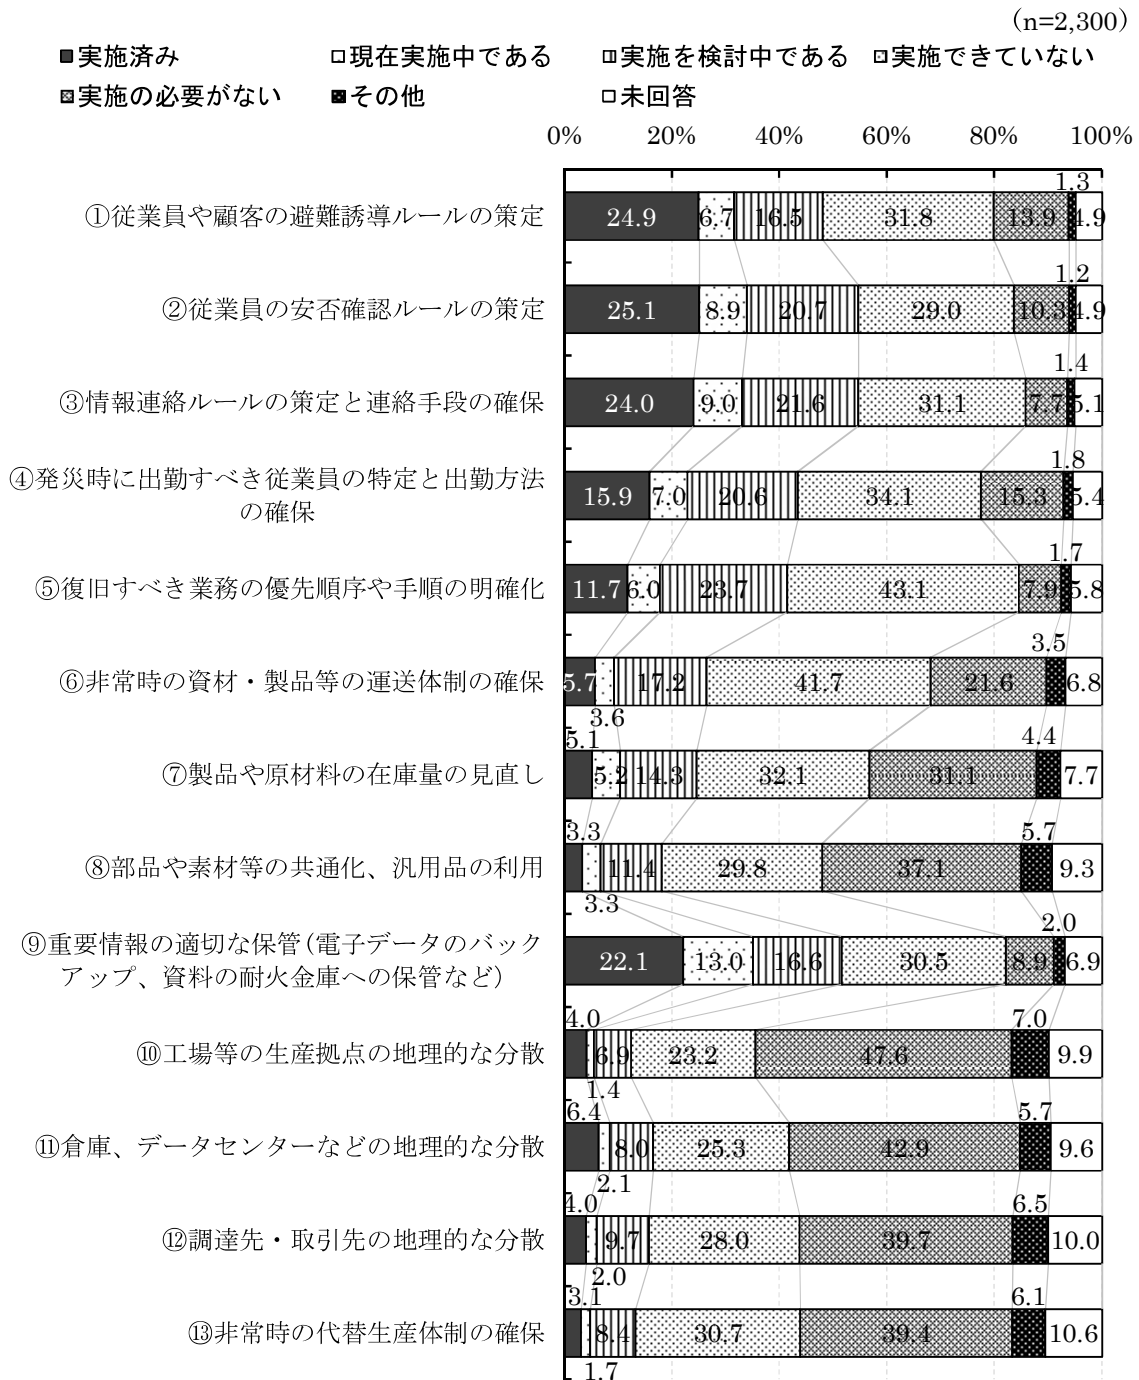 (n=2,300)
■実施済み □現在実施中である 実施を検討中である 実施できていない
実施の必要がない その他 □未回答
0% 20% 40% 60% 80% 100%
1.3
①従業員や顧客の避難誘導ルールの策定 24.9 6.7 16.5 31.8 13.9 4.9
1.2
②従業員の安否確認ルールの策定 25.1 8.9 20.7 29.0 10.3 4.9
1.4
③情報連絡ルールの策定と連絡手段の確保 24.0 9.0 21.6 31.1 7.7 5.1
1.8
④発災時に出勤すべき従業員の特定と出勤方法
の確保 15.9 7.0 20.6 34.1 15.3 5.4
1.7
⑤復旧すべき業務の優先順序や手順の明確化 11.7 6.0 23.7 43.1 7.9 5.8
3.5
⑥非常時の資材・製品等の運送体制の確保 5.7 17.2 41.7 21.6 6.8
3.6
5.1 4.4
⑦製品や原材料の在庫量の見直し 5.2 14.3 32.1 31.1 7.7
3.3 5.7
⑧部品や素材等の共通化、汎用品の利用 11.4 29.8 37.1 9.3
3.3
2.0
⑨重要情報の適切な保管(電子データのバック
アップ、資料の耐火金庫への保管など) 22.1 13.0 16.6 30.5 8.9 6.9
4.0 7.0
⑩工場等の生産拠点の地理的な分散 6.9 23.2 47.6 9.9
1.4
6.4 5.7
⑪倉庫、データセンターなどの地理的な分散 8.0 25.3 42.9 9.6
2.1
4.0 6.5
⑫調達先・取引先の地理的な分散 9.7 28.0 39.7 10.0
2.0
3.1 6.1
⑬非常時の代替生産体制の確保 8.4 30.7 39.4 10.6
1.7